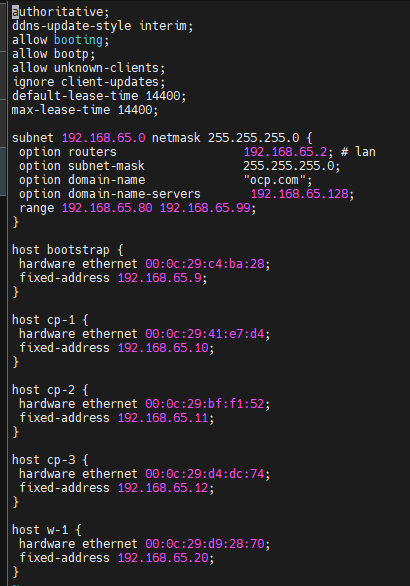 authoritative;
ddns-update-style interim;
allow booting;
allow bootp;
allow unknown-clients;
ignore client-updates;
default-lease-time 14400;
max-lease-time 14400;
subnet 192.168.65.0 netmask 255.255.255.0 {
option routers 192.168.65.2; # lan
option subnet-mask 255.255.255.0;
option domain-name "ocp.com";
option domain-name-servers 192.168.65.128;
range 192.168.65.80 192.168.65.99;
}
host bootstrap {
hardware ethernet 00:0c:29:c4:ba:28;
fixed-address 192.168.65.9;
}
host cp-1 {
hardware ethernet 00:0c:29:41:e7:d4;
fixed-address 192.168.65.10;
}
host cp-2 {
hardware ethernet 00:0c:29:bf:f1:52;
fixed-address 192.168.65.11;
}
host cp-3 {
hardware ethernet 00:0c:29:d4:dc:74;
fixed-address 192.168.65.12;
}
host w-1 {
hardware ethernet 00:0c:29:d9:28:70;
fixed-address 192.168.65.20;
}